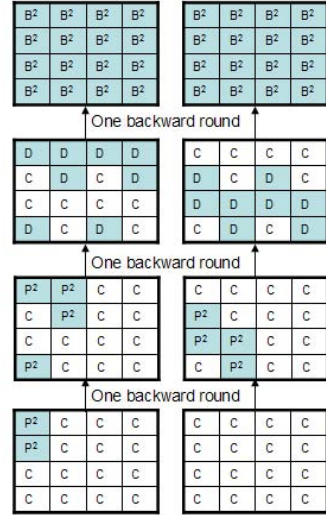 B² B² B² B² B² B² B² B²
B² B² B² B² B² B² B² B²
B² B² B² B² B² B² B² B²
B² B² B² B² B² B² B² B²
One backward round
D D D D C C C C
C D C D D C D C
C C C C D D D D
D C D C C D C D
One backward round
P² P² C C C C C C
C P² C C P² C C C
C C C C P² P² C C
P² C C C C P² C C
One backward round
P² C C C C C C C
P² C C C C C C C
C C C C C C C C
C C C C C C C C